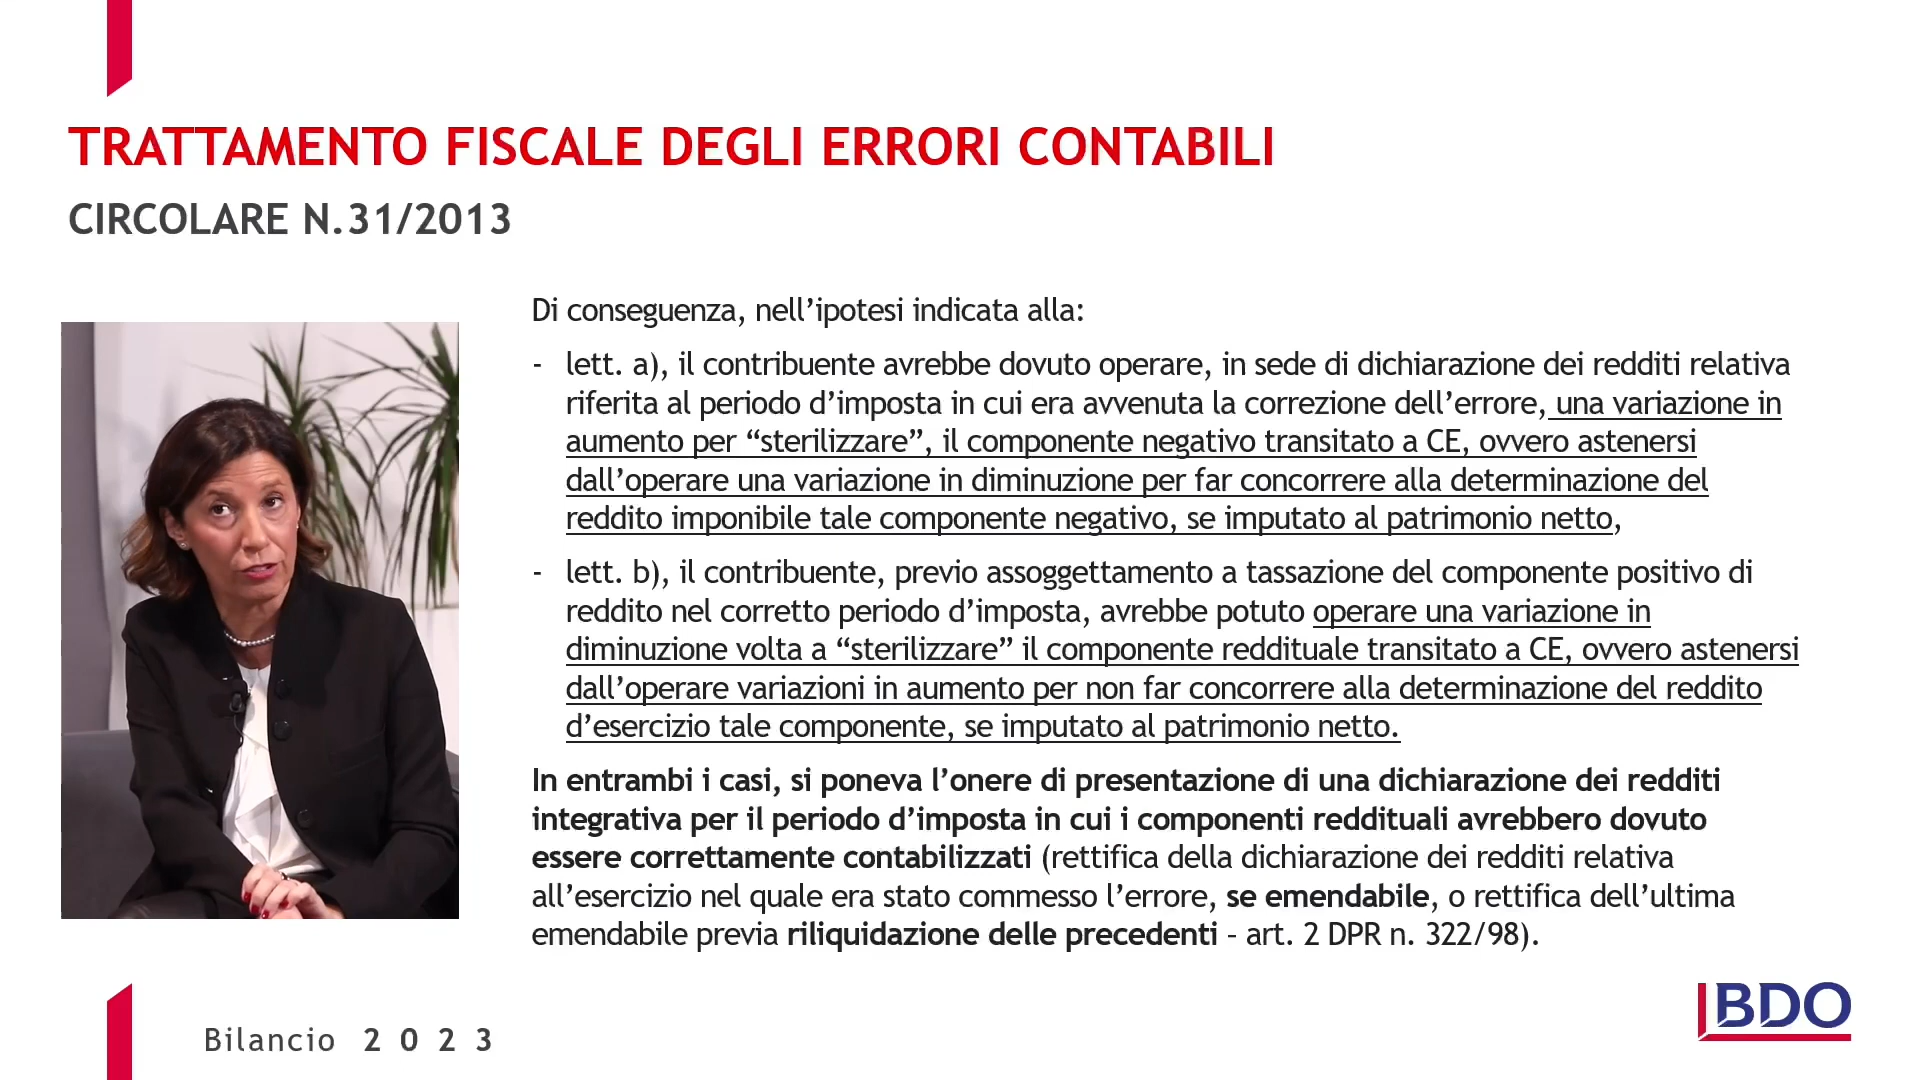 TRATTAMENTO FISCALE DEGLI ERRORI CONTABILI
CIRCOLARE N.31/2013
Di conseguenza, nell’ipotesi indicata alla:
- lett. a), il contribuente avrebbe dovuto operare, in sede di dichiarazione dei redditi relativa
riferita al periodo d’imposta in cui era avvenuta la correzione dell’errore, una variazione in
aumento per “sterilizzare”, il componente negativo transitato a CE, ovvero astenersi
dall’operare una variazione in diminuzione per far concorrere alla determinazione del
reddito imponibile tale componente negativo, se imputato al patrimonio netto,
- lett. b), il contribuente, previo assoggettamento a tassazione del componente positivo di
reddito nel corretto periodo d’imposta, avrebbe potuto operare una variazione in
diminuzione volta a “sterilizzare” il componente reddituale transitato a CE, ovvero astenersi
dall’operare variazioni in aumento per non far concorrere alla determinazione del reddito
d’esercizio tale componente, se imputato al patrimonio netto.
In entrambi i casi, si poneva l’onere di presentazione di una dichiarazione dei redditi
integrativa per il periodo d’imposta in cui i componenti reddituali avrebbero dovuto
essere correttamente contabilizzati (rettifica della dichiarazione dei redditi relativa
all’esercizio nel quale era stato commesso l’errore, se emendabile, o rettifica dell’ultima
emendabile previa riliquidazione delle precedenti – art. 2 DPR n. 322/98).
Bilancio 2023
BDO